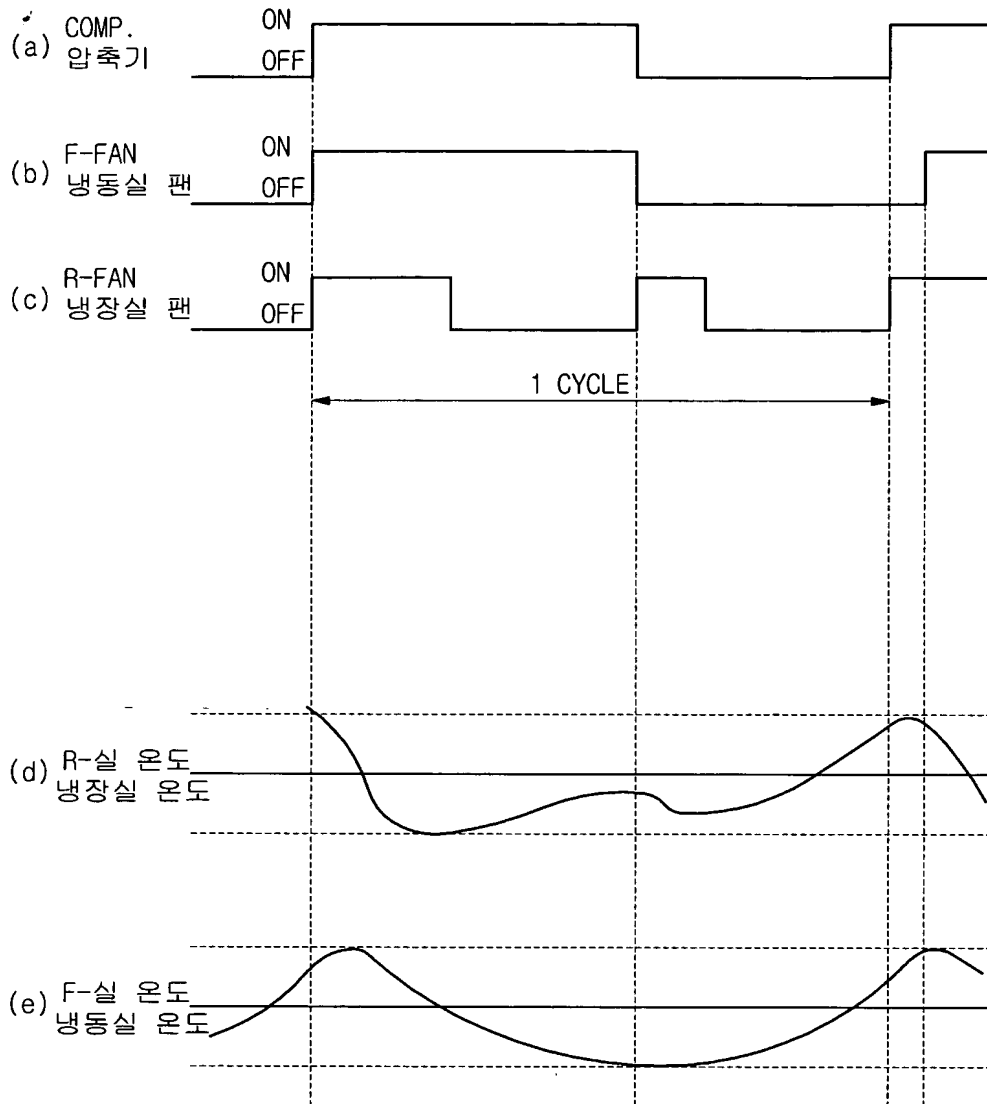 (a) COMP. ON
압축기 OFF
(b) F-FAN ON
냉동실 팬 OFF
(c) R-FAN ON
냉장실 팬 OFF
1 CYCLE
(d) R-실 온도
냉장실 온도
(e) F-실 온도
냉동실 온도